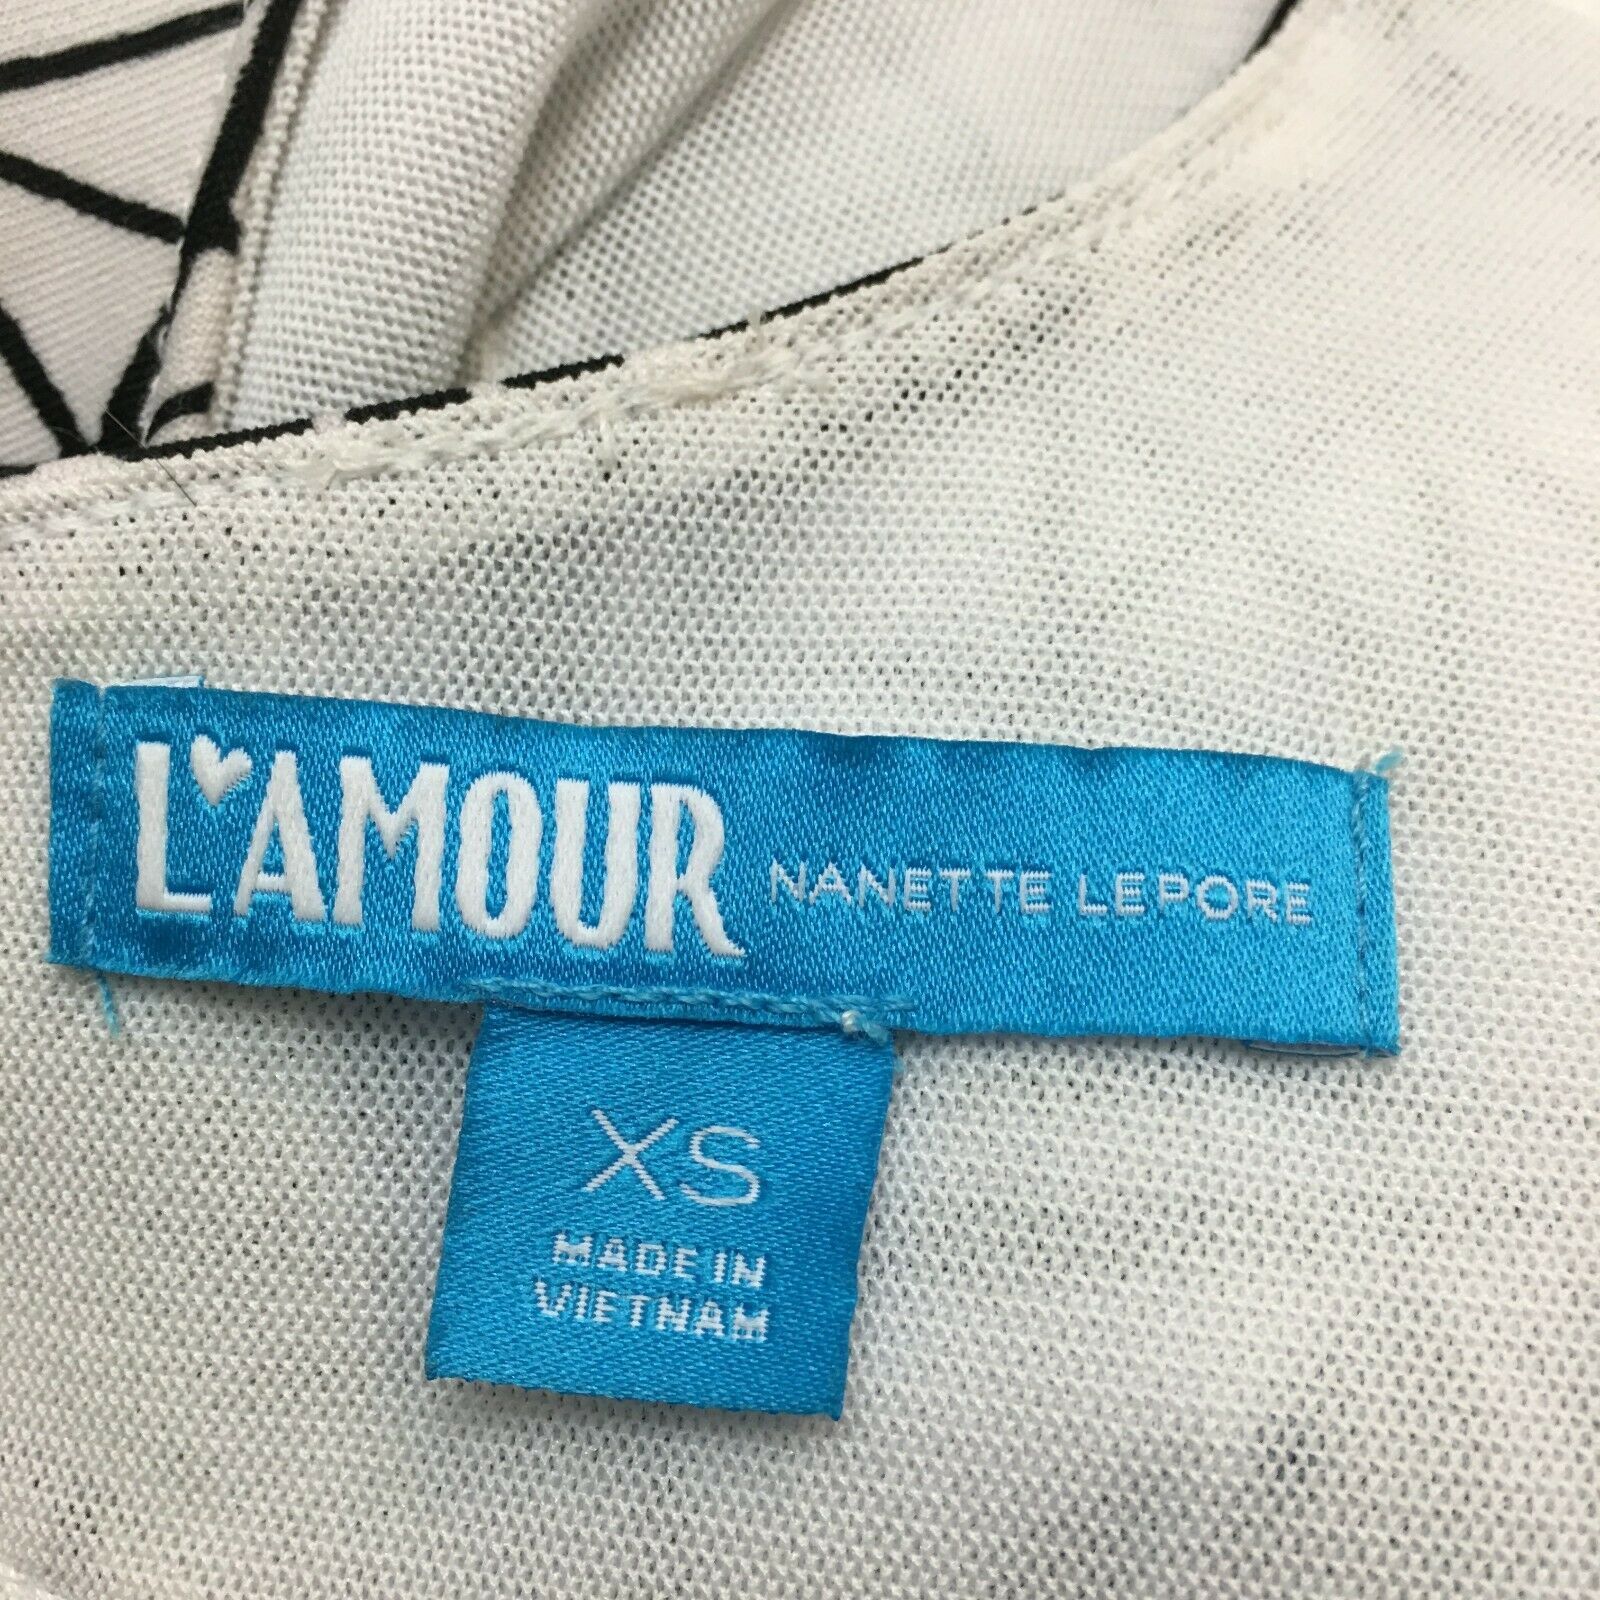 L'AMOUR NANETTE LEPORE
XS
MADE IN
VIETNAM